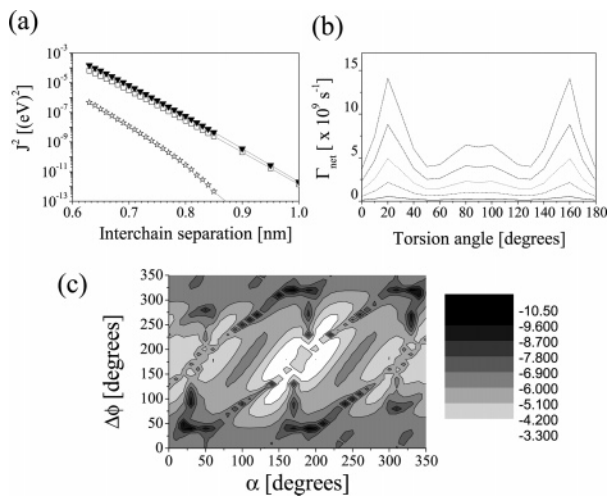 (a)
10⁻³
10⁻⁵
10⁻⁷
10⁻⁹
10⁻¹¹
10⁻¹³
J² [(eV)²]
0.6 0.7 0.8 0.9 1.0
Interchain separation [nm]
(b)
15
10
5
0
Γnet [ x 10⁹ s⁻¹]
0 20 40 60 80 100 120 140 160 180
Torsion angle [degrees]
(c)
350
300
250
200
150
100
50
0
Δϕ [degrees]
0 50 100 150 200 250 300 350
α [degrees]
-10.50
-9.600
-8.700
-7.800
-6.900
-6.000
-5.100
-4.200
-3.300